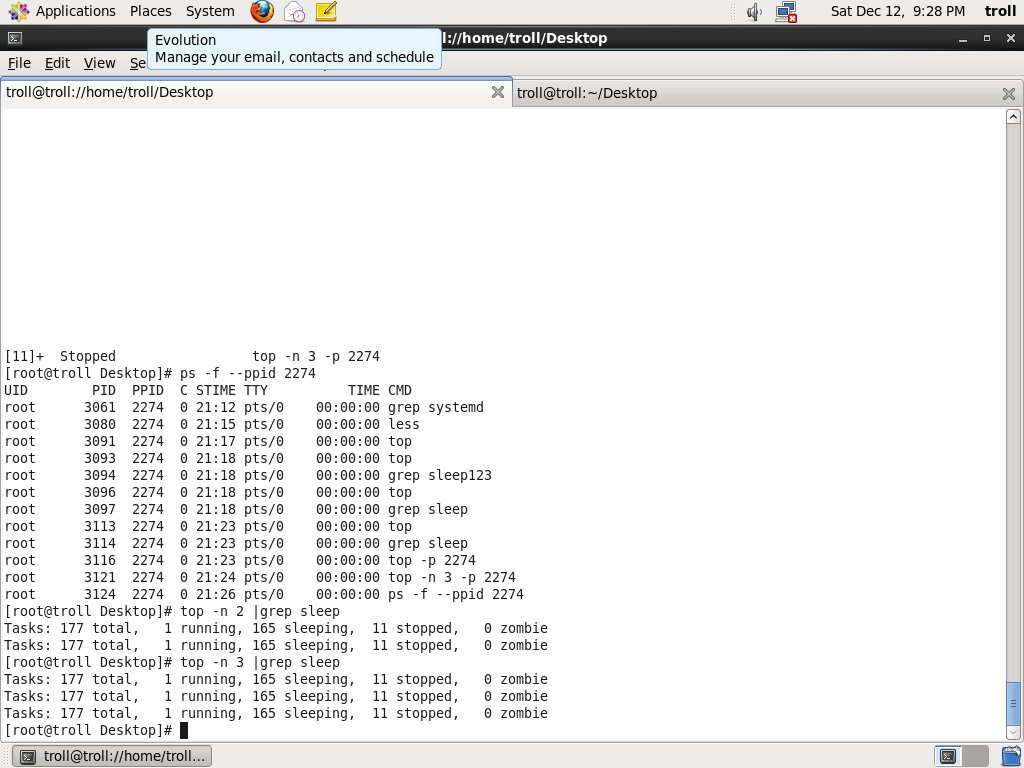 Applications Places System Sat Dec 12, 9:28 PM troll
Evolution
Manage your email, contacts and schedule
l://home/troll/Desktop
File Edit View Se
troll@troll://home/troll/Desktop troll@troll:~/Desktop
[11]+  Stopped                 top -n 3 -p 2274
[root@troll Desktop]# ps -f --ppid 2274
UID        PID  PPID  C STIME TTY          TIME CMD
root      3061  2274  0 21:12 pts/0    00:00:00 grep systemd
root      3080  2274  0 21:15 pts/0    00:00:00 less
root      3091  2274  0 21:17 pts/0    00:00:00 top
root      3093  2274  0 21:18 pts/0    00:00:00 top
root      3094  2274  0 21:18 pts/0    00:00:00 grep sleep123
root      3096  2274  0 21:18 pts/0    00:00:00 top
root      3097  2274  0 21:18 pts/0    00:00:00 grep sleep
root      3113  2274  0 21:23 pts/0    00:00:00 top
root      3114  2274  0 21:23 pts/0    00:00:00 grep sleep
root      3116  2274  0 21:23 pts/0    00:00:00 top -p 2274
root      3121  2274  0 21:24 pts/0    00:00:00 top -n 3 -p 2274
root      3124  2274  0 21:26 pts/0    00:00:00 ps -f --ppid 2274
[root@troll Desktop]# top -n 2 |grep sleep
Tasks: 177 total,   1 running, 165 sleeping,  11 stopped,   0 zombie
Tasks: 177 total,   1 running, 165 sleeping,  11 stopped,   0 zombie
[root@troll Desktop]# top -n 3 |grep sleep
Tasks: 177 total,   1 running, 165 sleeping,  11 stopped,   0 zombie
Tasks: 177 total,   1 running, 165 sleeping,  11 stopped,   0 zombie
Tasks: 177 total,   1 running, 165 sleeping,  11 stopped,   0 zombie
[root@troll Desktop]#
troll@troll://home/troll...